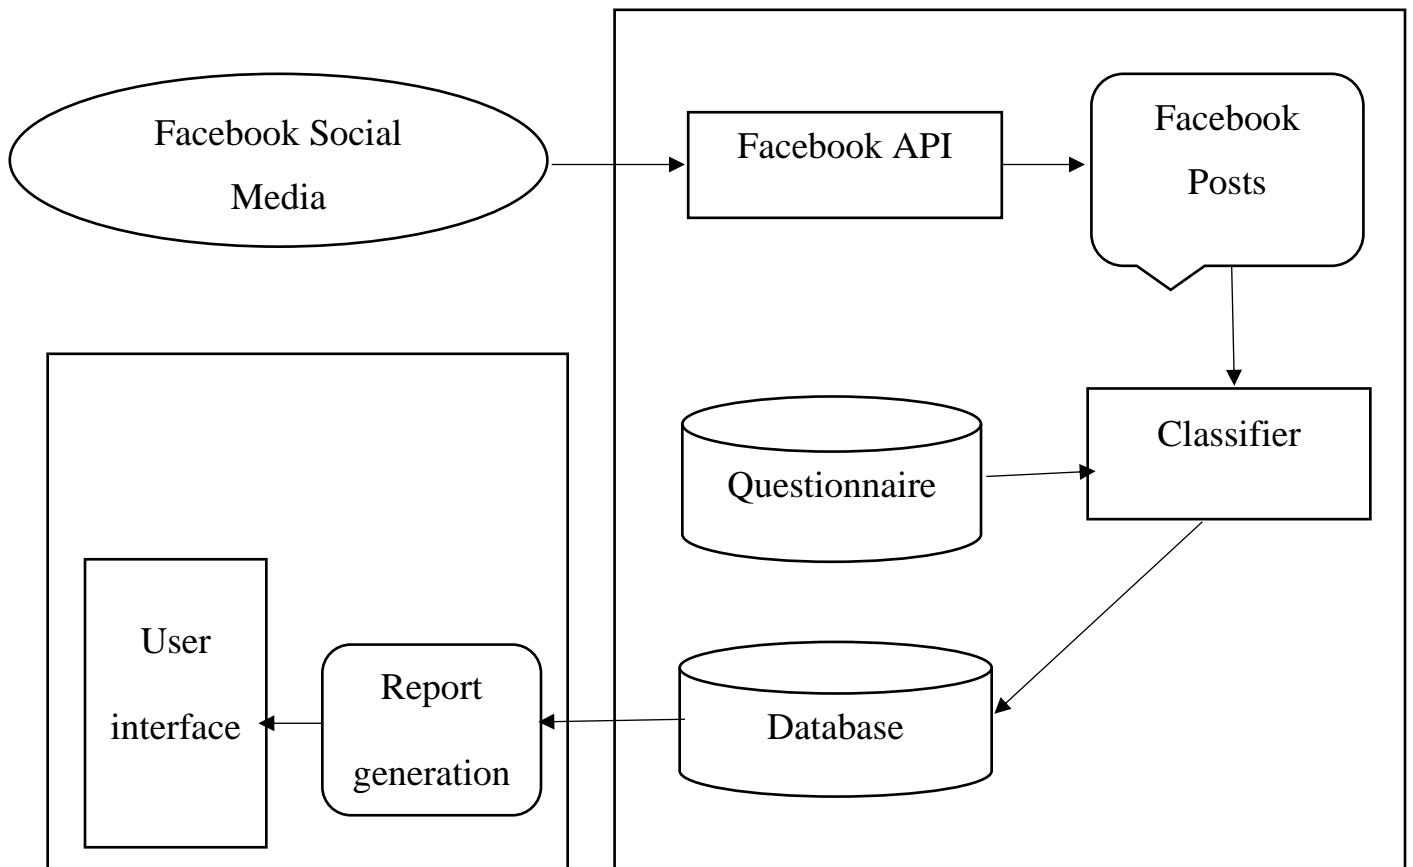 Facebook Social
Media
Facebook API
Facebook
Posts
Classifier
Questionnaire
User
interface
Report
generation
Database